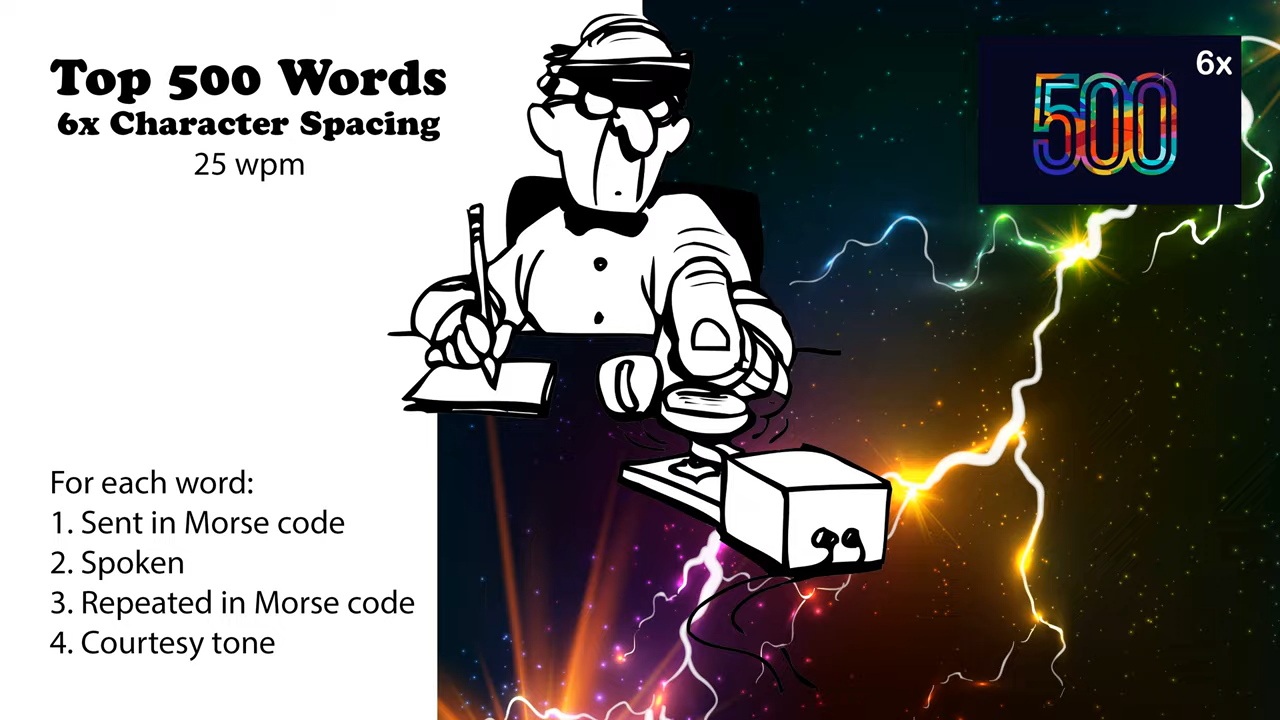 Top 500 Words
6x Character Spacing
25 wpm
6x
500
For each word:
1. Sent in Morse code
2. Spoken
3. Repeated in Morse code
4. Courtesy tone